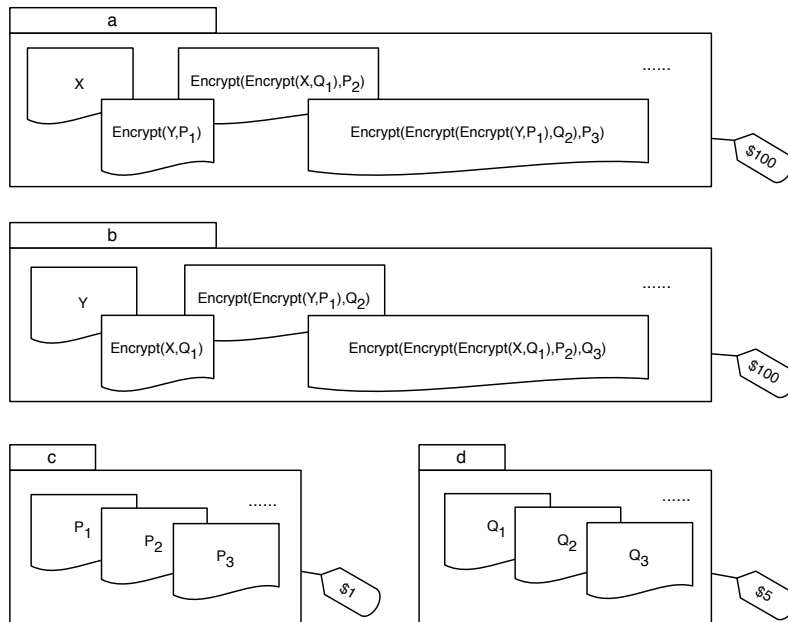 a
X
Encrypt(Encrypt(X,Q1),P2)
......
Encrypt(Y,P1)
Encrypt(Encrypt(Encrypt(Y,P1),Q2),P3)
$100
b
Y
Encrypt(Encrypt(Y,P1),Q2)
......
Encrypt(X,Q1)
Encrypt(Encrypt(Encrypt(X,Q1),P2),Q3)
$100
c
P1
P2
P3
......
$1
d
Q1
Q2
Q3
......
$5